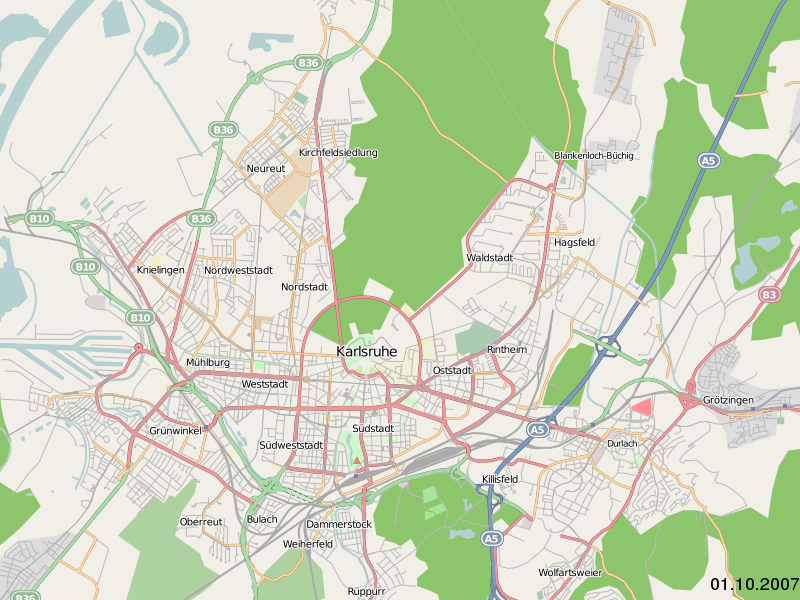 B36
B36
Kirchfeldsiedlung
Blankenloch-Büchig
A5
Neureut
B10
B36
Hagsfeld
Waldstadt
B10
Knielingen
Nordweststadt
Nordstadt
B3
B10
Karlsruhe
Rintheim
Mühlburg
Oststadt
Weststadt
Grötzingen
Grünwinkel
Südstadt
A5
Südweststadt
Durlach
Killisfeld
Oberreut
Bulach
Dammerstock
A5
Weiherfeld
Wolfartsweier
01.10.2007
Rüppurr
B36